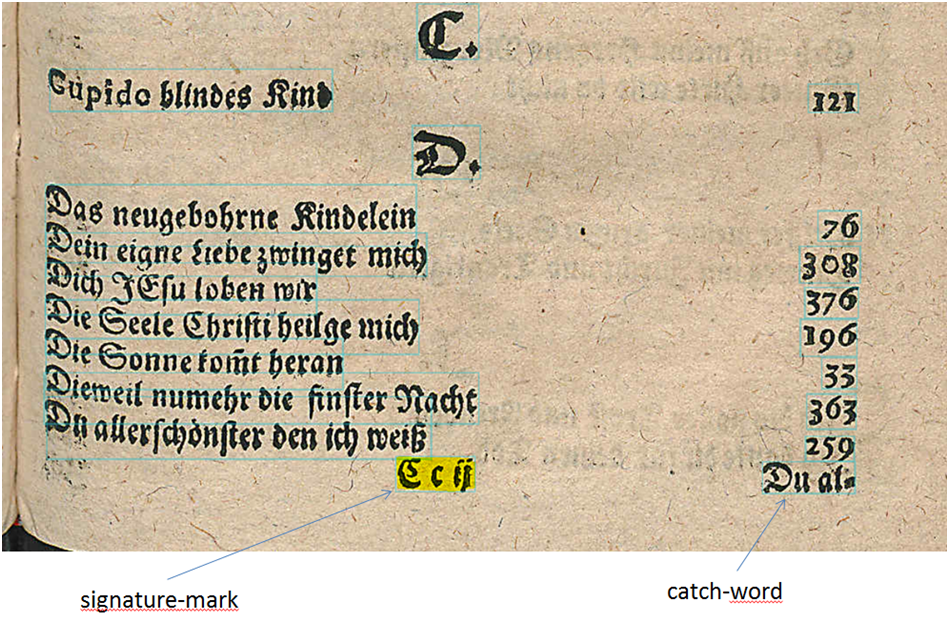 C.
Cupido blindes Kind 121
D.
Das neugebohrne Kindelein 76
Dein eigne Liebe zwinget mich 308
Dich JEsu loben wir 376
Die Seele Christi heilge mich 196
Die Sonne kom̃t heran 33
Dieweil numehr die finster Nacht 363
Du allerschönster den ich weiß 259
C c ij Du al-
signature-mark catch-word